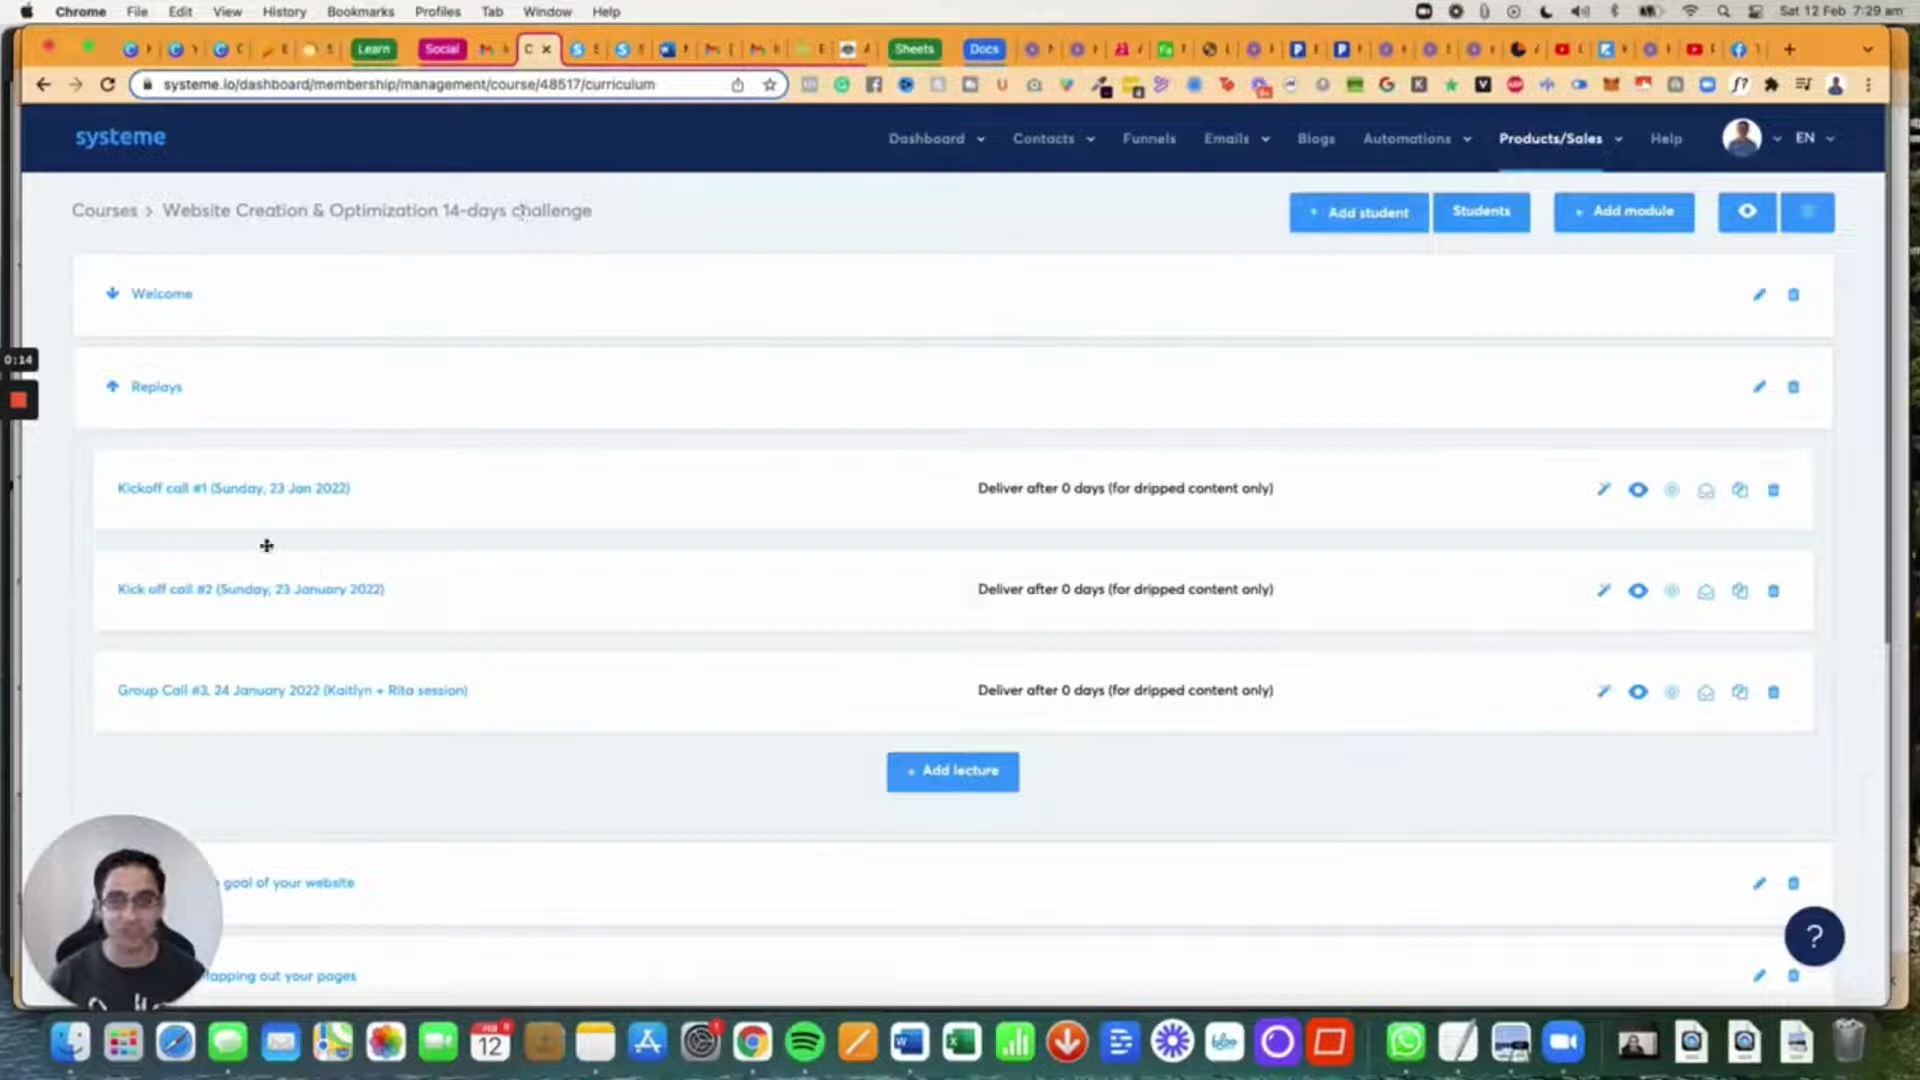 Chrome File Edit View History Bookmarks Profiles Tab Window Help
Sat 12 Feb 7:29 am
Learn
Social
Sheets
Docs
systeme.io/dashboard/membership/management/course/48517/curriculum
systeme
Dashboard Contacts Funnels Emails Blogs Automations Products/Sales Help EN
Courses > Website Creation & Optimization 14-days challenge
+ Add student
Students
+ Add module
Welcome
0:14
Replays
Kickoff call #1 (Sunday, 23 Jan 2022)
Deliver after 0 days (for dripped content only)
Kick off call #2 (Sunday, 23 January 2022)
Deliver after 0 days (for dripped content only)
Group Call #3, 24 January 2022 (Kaitlyn + Rita session)
Deliver after 0 days (for dripped content only)
+ Add lecture
goal of your website
?
apping out your pages
12